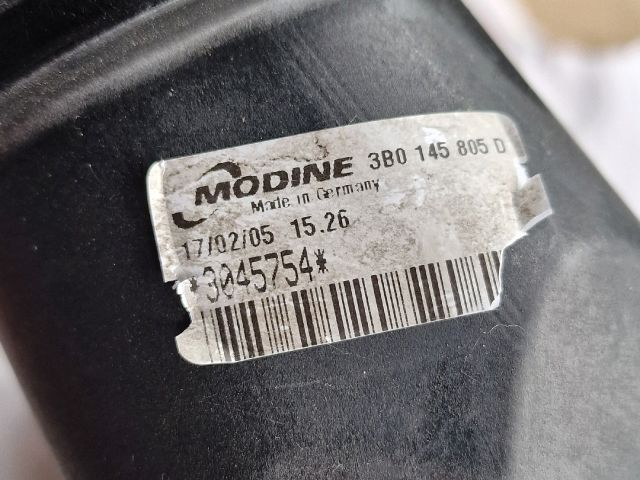 MODINE 3B0 145 805 D
Made in Germany
17/02/05 15.26
*3045754*